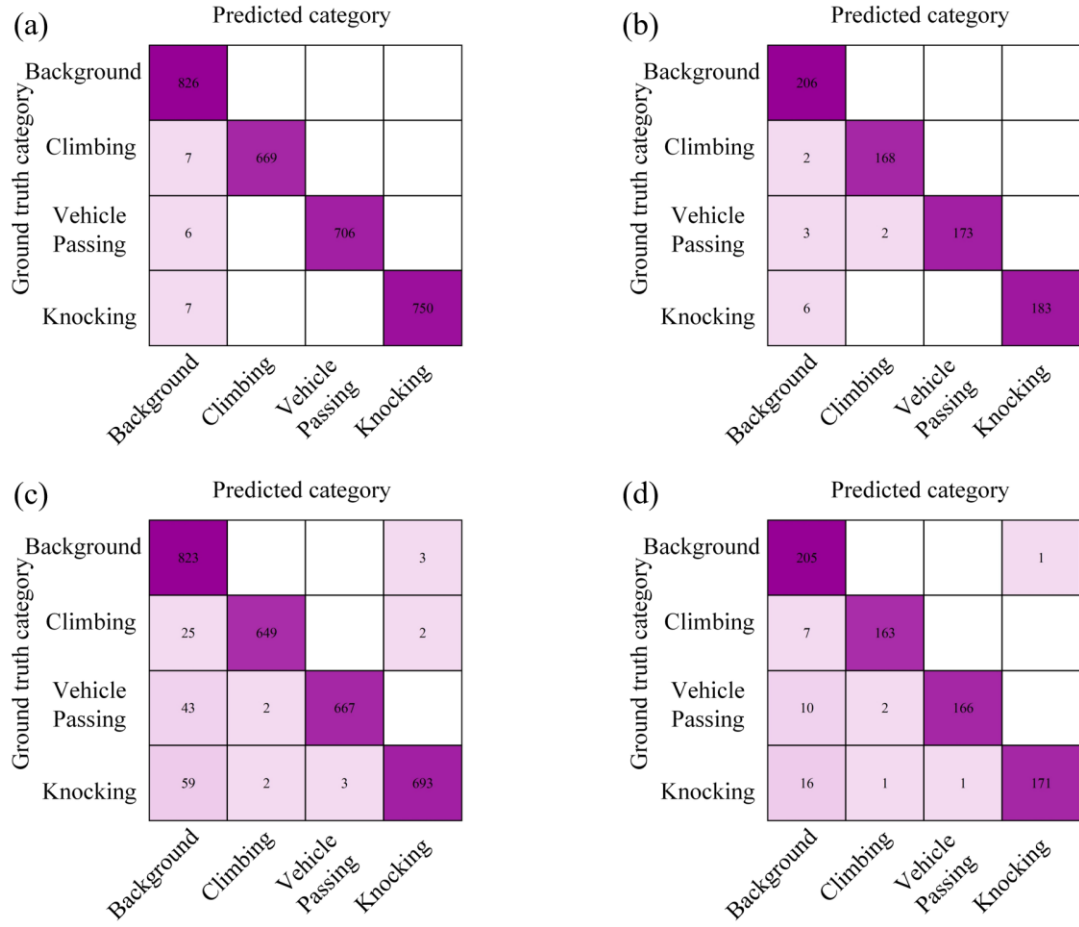 (a)
Predicted category
Ground truth category
Background
826
Climbing
7 669
Vehicle
Passing
6 706
Knocking
7 750
Background
Climbing
Vehicle
Passing
Knocking
(b)
Predicted category
Ground truth category
Background
206
Climbing
2 168
Vehicle
Passing
3 2 173
Knocking
6 183
Background
Climbing
Vehicle
Passing
Knocking
(c)
Predicted category
Ground truth category
Background
823 3
Climbing
25 649 2
Vehicle
Passing
43 2 667
Knocking
59 2 3 693
Background
Climbing
Vehicle
Passing
Knocking
(d)
Predicted category
Ground truth category
Background
205 1
Climbing
7 163
Vehicle
Passing
10 2 166
Knocking
16 1 1 171
Background
Climbing
Vehicle
Passing
Knocking